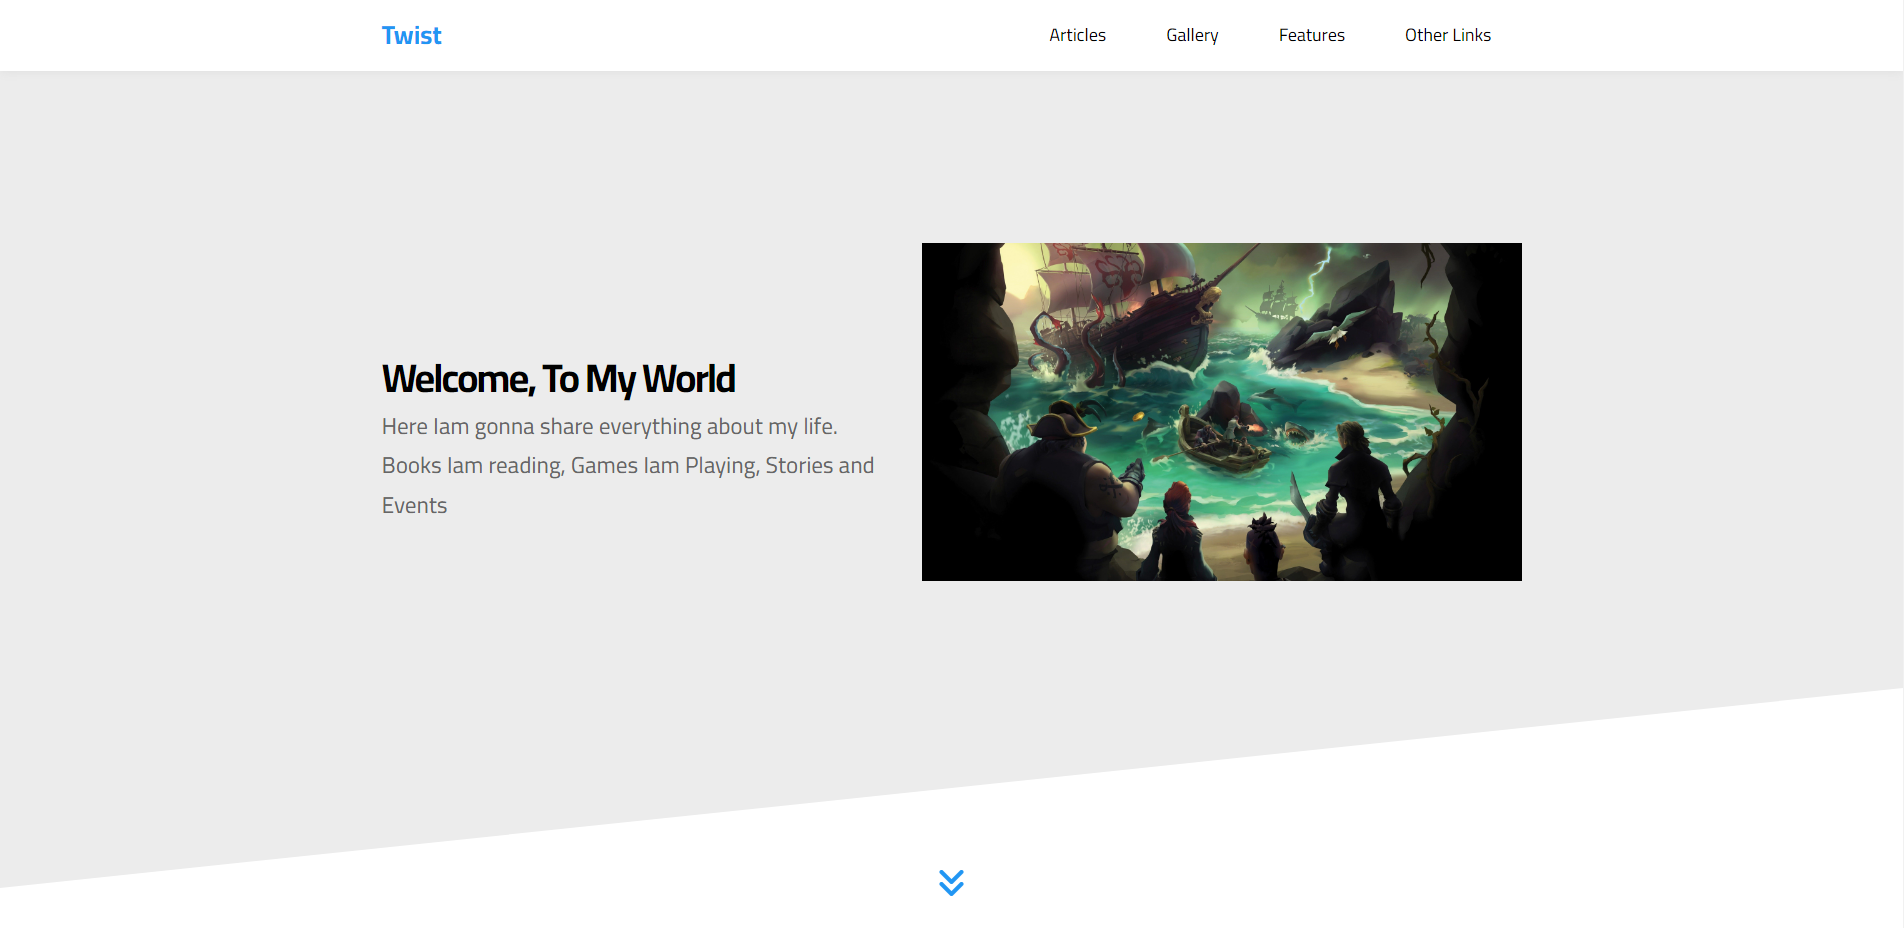 Twist
Articles
Gallery
Features
Other Links
Welcome, To My World
Here Iam gonna share everything about my life.
Books Iam reading, Games Iam Playing, Stories and
Events